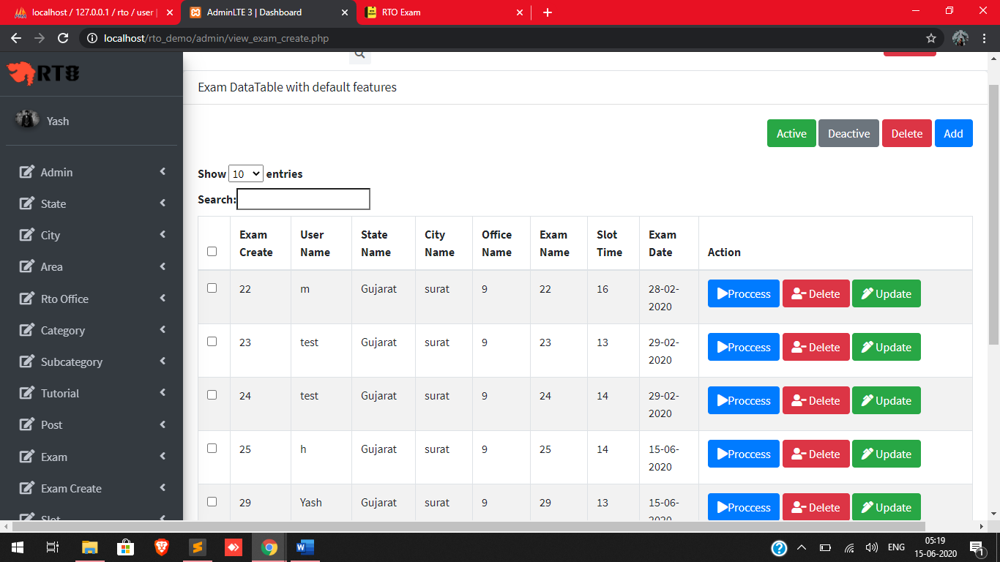 localhost / 127.0.0.1 / rto / user |
AdminLTE 3 | Dashboard
RTO Exam
localhost/rto_demo/admin/view_exam_create.php
RTO
Yash
Admin
State
City
Area
Rto Office
Category
Subcategory
Tutorial
Post
Exam
Exam Create
Slot
Exam DataTable with default features
Active Deactive Delete Add
Show 10 entries
Search:
Exam Create User Name State Name City Name Office Name Exam Name Slot Time Exam Date Action
22 m Gujarat surat 9 22 16 28-02-2020 Proccess Delete Update
23 test Gujarat surat 9 23 13 29-02-2020 Proccess Delete Update
24 test Gujarat surat 9 24 14 29-02-2020 Proccess Delete Update
25 h Gujarat surat 9 25 14 15-06-2020 Proccess Delete Update
29 Yash Gujarat surat 9 29 13 15-06-2020 Proccess Delete Update
ENG
05:19
15-06-2020
1